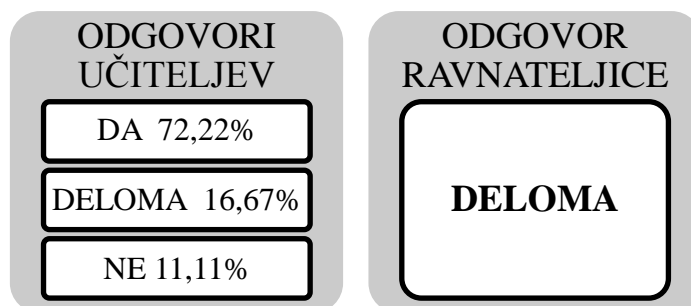 ODGOVORI
UČITELJEV
DA 72,22%
DELOMA 16,67%
NE 11,11%
ODGOVOR
RAVNATELJICE
DELOMA